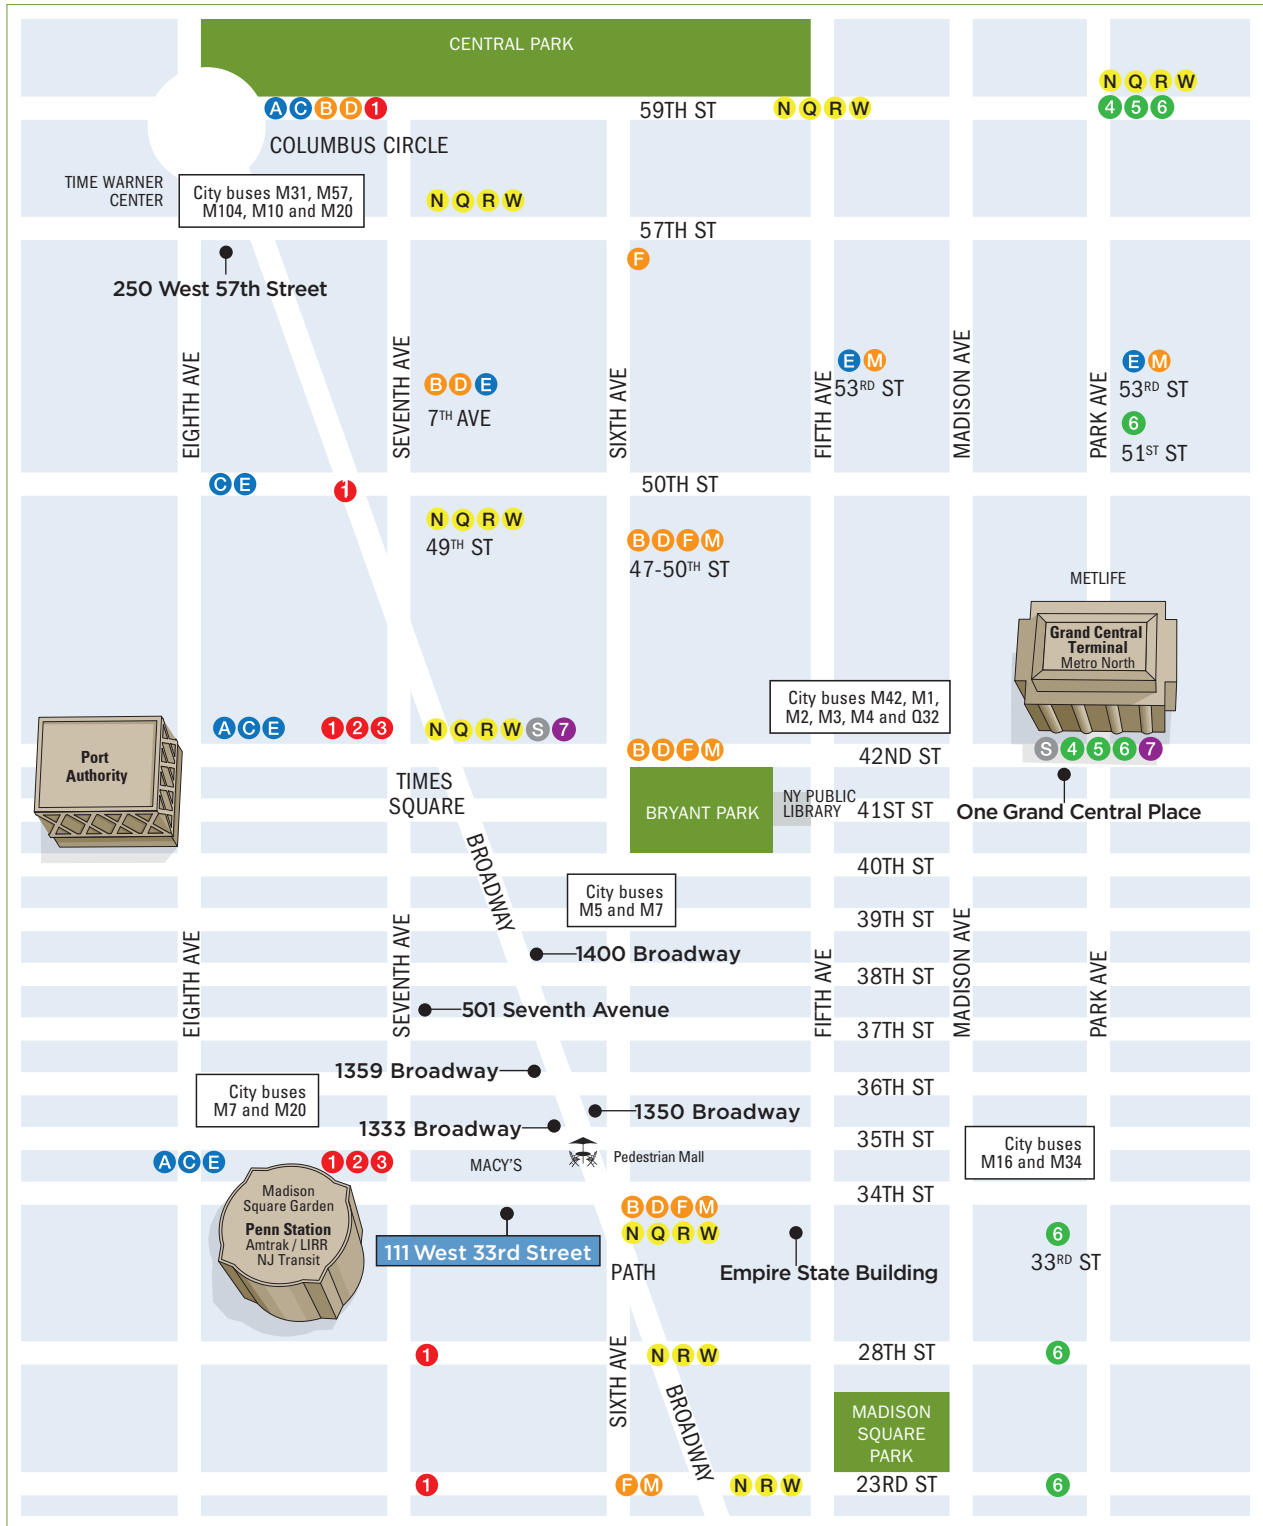 CENTRAL PARK
N Q R W
A C B D 1
59TH ST
N Q R W
4 5 6
COLUMBUS CIRCLE
TIME WARNER
CENTER
City buses M31, M57,
M104, M10 and M20
N Q R W
57TH ST
F
250 West 57th Street
EIGHTH AVE
SEVENTH AVE
SIXTH AVE
FIFTH AVE
MADISON AVE
PARK AVE
B D E
7TH AVE
E M
53RD ST
E M
53RD ST
6
51ST ST
C E
1
50TH ST
N Q R W
49TH ST
B D F M
47-50TH ST
METLIFE
Grand Central
Terminal
Metro North
City buses M42, M1,
M2, M3, M4 and Q32
Port
Authority
A C E
1 2 3
N Q R W S 7
B D F M
42ND ST
S 4 5 6 7
TIMES
SQUARE
BRYANT PARK
NY PUBLIC
LIBRARY
41ST ST
One Grand Central Place
BROADWAY
40TH ST
City buses
M5 and M7
39TH ST
1400 Broadway
38TH ST
EIGHTH AVE
SEVENTH AVE
FIFTH AVE
MADISON AVE
PARK AVE
501 Seventh Avenue
37TH ST
1359 Broadway
36TH ST
City buses
M7 and M20
1350 Broadway
1333 Broadway
35TH ST
City buses
M16 and M34
A C E
1 2 3
MACY'S
Pedestrian Mall
34TH ST
Madison
Square Garden
Penn Station
Amtrak / LIRR
NJ Transit
B D F M
N Q R W
111 West 33rd Street
PATH
Empire State Building
6
33RD ST
1
SIXTH AVE
N R W
28TH ST
6
BROADWAY
MADISON
SQUARE
PARK
1
F M
N R W
23RD ST
6